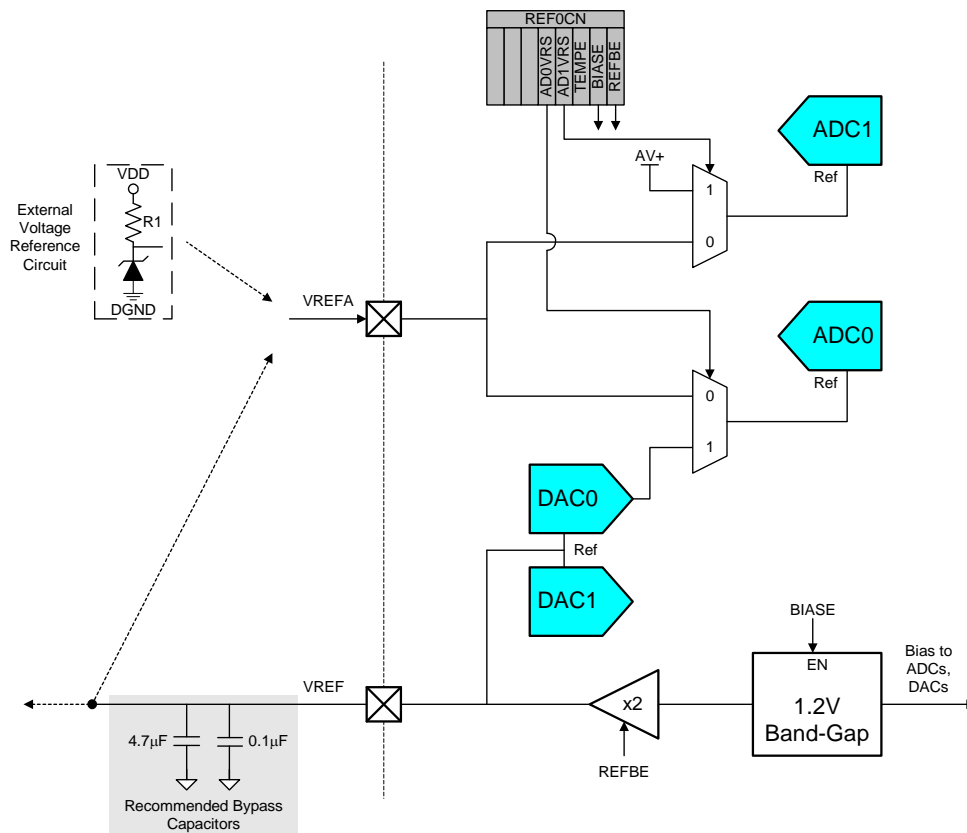 REF0CN
AD0VRS
AD1VRS
TEMPE
BIASE
REFBE
ADC1
Ref
AV+
1
0
External
Voltage
Reference
Circuit
VDD
R1
DGND
VREFA
ADC0
Ref
0
1
DAC0
Ref
DAC1
BIASE
EN
1.2V
Band-Gap
Bias to
ADCs,
DACs
x2
REFBE
VREF
4.7µF
0.1µF
Recommended Bypass
Capacitors